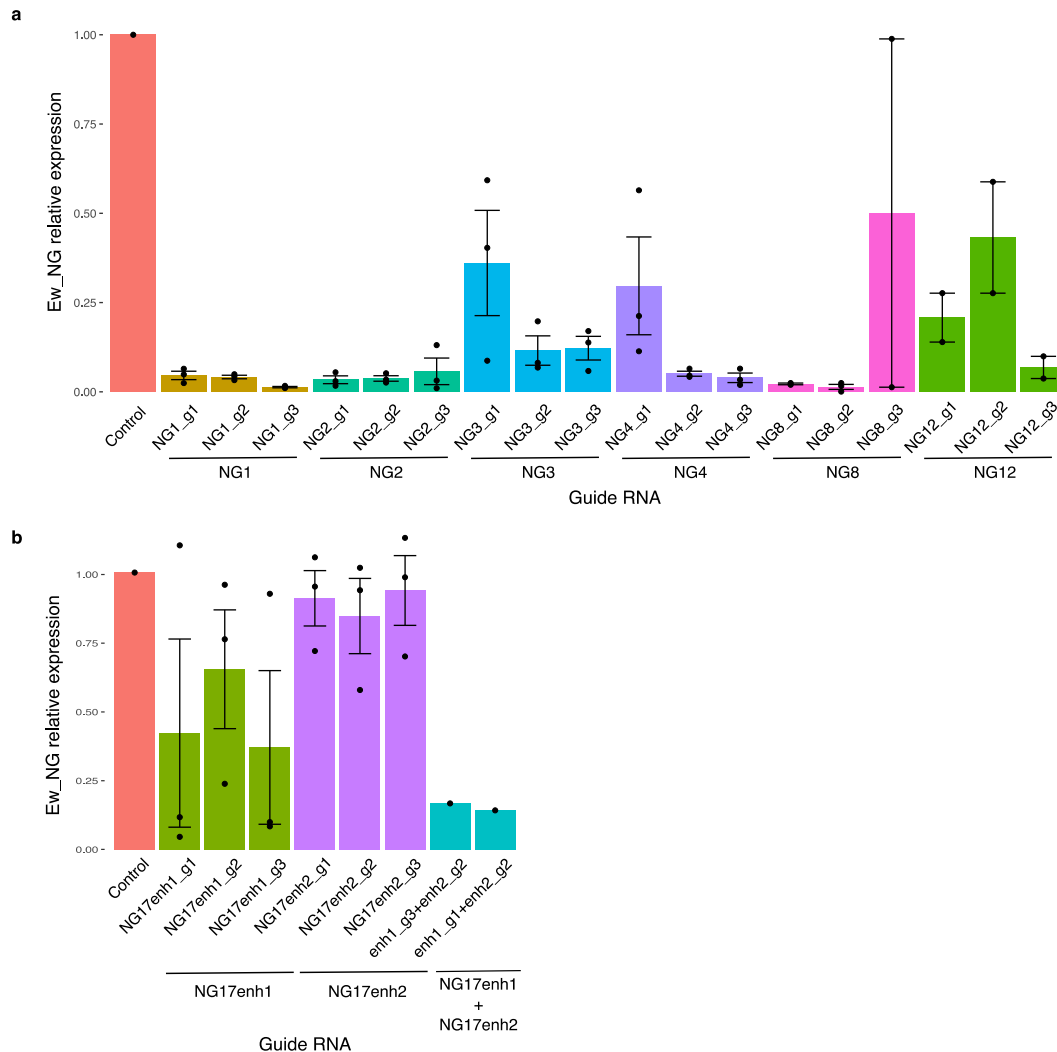 a
Ew_NG relative expression
1.00
0.75
0.50
0.25
0.00
Control
NG1_g1
NG1_g2
NG1_g3
NG2_g1
NG2_g2
NG2_g3
NG3_g1
NG3_g2
NG3_g3
NG4_g1
NG4_g2
NG4_g3
NG8_g1
NG8_g2
NG8_g3
NG12_g1
NG12_g2
NG12_g3
NG1
NG2
NG3
NG4
NG8
NG12
Guide RNA
b
Ew_NG relative expression
1.00
0.75
0.50
0.25
0.00
Control
NG17enh1_g1
NG17enh1_g2
NG17enh1_g3
NG17enh2_g1
NG17enh2_g2
NG17enh2_g3
enh1_g3+enh2_g2
enh1_g1+enh2_g2
NG17enh1
NG17enh2
NG17enh1
+
NG17enh2
Guide RNA